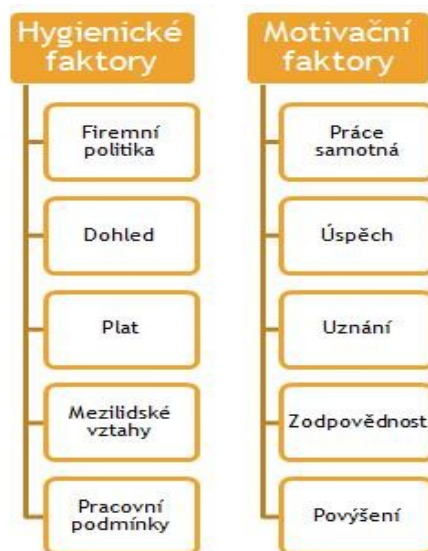 Hygienické
faktory
Firemní
politika
Dohled
Plat
Mezilidské
vztahy
Pracovní
podmínky
Motivační
faktory
Práce
samotná
Úspěch
Uznání
Zodpovědnost
Povýšení